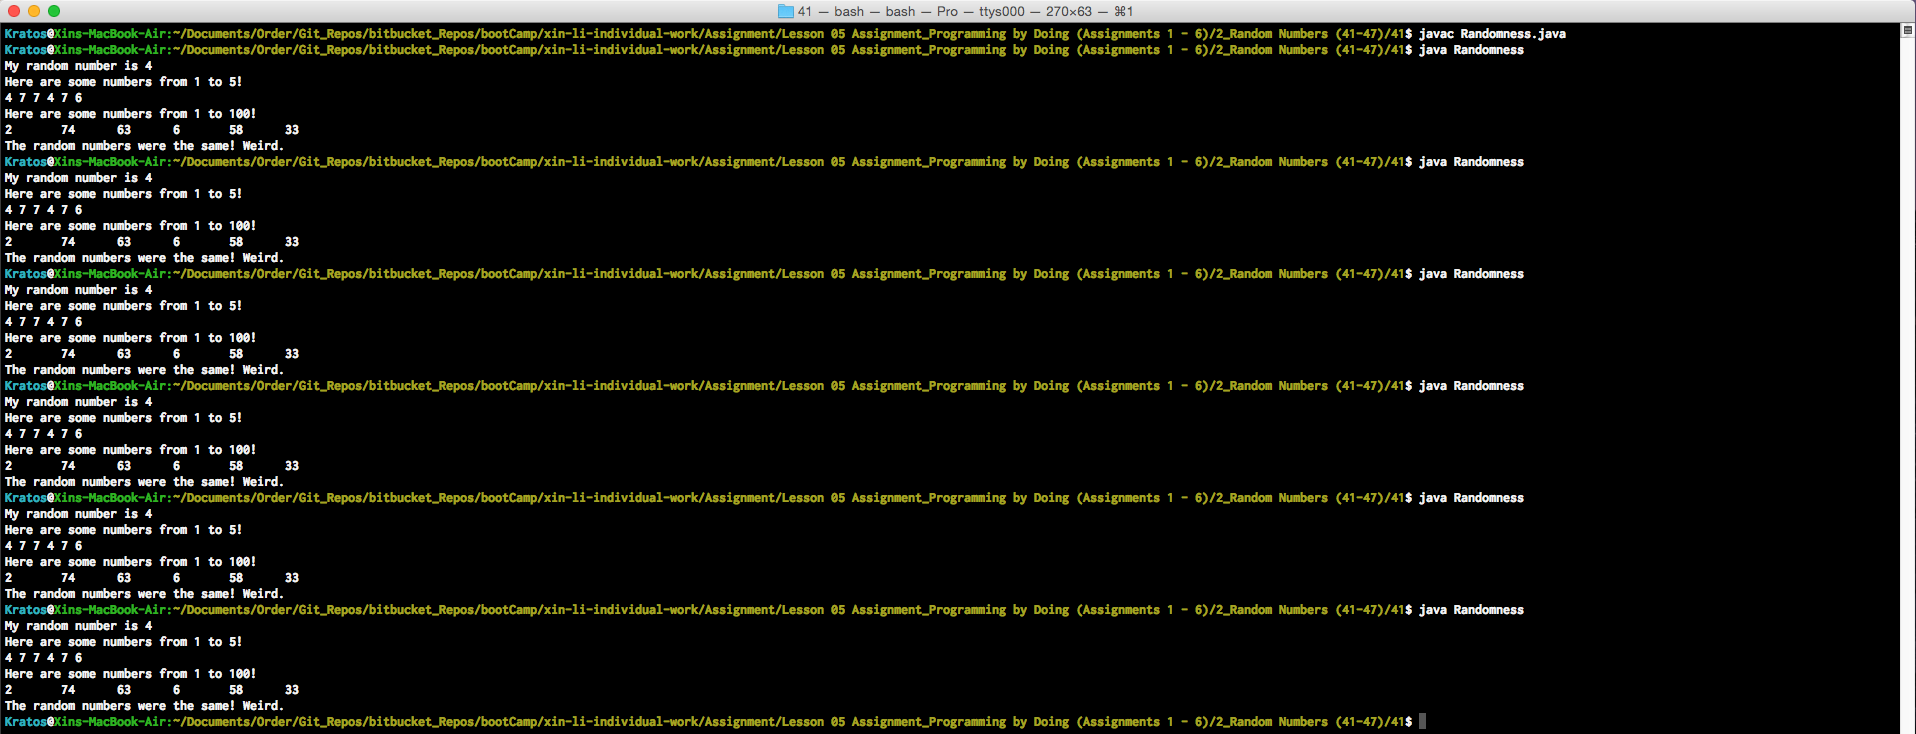 41 — bash — bash — Pro — ttys000 — 270×63 — ⌘1
Kratos@Xins-MacBook-Air:~/Documents/Order/Git_Repos/bitbucket_Repos/bootCamp/xin-li-individual-work/Assignment/Lesson 05 Assignment_Programming by Doing (Assignments 1 - 6)/2_Random Numbers (41-47)/41$ javac Randomness.java
Kratos@Xins-MacBook-Air:~/Documents/Order/Git_Repos/bitbucket_Repos/bootCamp/xin-li-individual-work/Assignment/Lesson 05 Assignment_Programming by Doing (Assignments 1 - 6)/2_Random Numbers (41-47)/41$ java Randomness
My random number is 4
Here are some numbers from 1 to 5!
4 7 7 4 7 6
Here are some numbers from 1 to 100!
2 74 63 6 58 33
The random numbers were the same! Weird.
Kratos@Xins-MacBook-Air:~/Documents/Order/Git_Repos/bitbucket_Repos/bootCamp/xin-li-individual-work/Assignment/Lesson 05 Assignment_Programming by Doing (Assignments 1 - 6)/2_Random Numbers (41-47)/41$ java Randomness
My random number is 4
Here are some numbers from 1 to 5!
4 7 7 4 7 6
Here are some numbers from 1 to 100!
2 74 63 6 58 33
The random numbers were the same! Weird.
Kratos@Xins-MacBook-Air:~/Documents/Order/Git_Repos/bitbucket_Repos/bootCamp/xin-li-individual-work/Assignment/Lesson 05 Assignment_Programming by Doing (Assignments 1 - 6)/2_Random Numbers (41-47)/41$ java Randomness
My random number is 4
Here are some numbers from 1 to 5!
4 7 7 4 7 6
Here are some numbers from 1 to 100!
2 74 63 6 58 33
The random numbers were the same! Weird.
Kratos@Xins-MacBook-Air:~/Documents/Order/Git_Repos/bitbucket_Repos/bootCamp/xin-li-individual-work/Assignment/Lesson 05 Assignment_Programming by Doing (Assignments 1 - 6)/2_Random Numbers (41-47)/41$ java Randomness
My random number is 4
Here are some numbers from 1 to 5!
4 7 7 4 7 6
Here are some numbers from 1 to 100!
2 74 63 6 58 33
The random numbers were the same! Weird.
Kratos@Xins-MacBook-Air:~/Documents/Order/Git_Repos/bitbucket_Repos/bootCamp/xin-li-individual-work/Assignment/Lesson 05 Assignment_Programming by Doing (Assignments 1 - 6)/2_Random Numbers (41-47)/41$ java Randomness
My random number is 4
Here are some numbers from 1 to 5!
4 7 7 4 7 6
Here are some numbers from 1 to 100!
2 74 63 6 58 33
The random numbers were the same! Weird.
Kratos@Xins-MacBook-Air:~/Documents/Order/Git_Repos/bitbucket_Repos/bootCamp/xin-li-individual-work/Assignment/Lesson 05 Assignment_Programming by Doing (Assignments 1 - 6)/2_Random Numbers (41-47)/41$ java Randomness
My random number is 4
Here are some numbers from 1 to 5!
4 7 7 4 7 6
Here are some numbers from 1 to 100!
2 74 63 6 58 33
The random numbers were the same! Weird.
Kratos@Xins-MacBook-Air:~/Documents/Order/Git_Repos/bitbucket_Repos/bootCamp/xin-li-individual-work/Assignment/Lesson 05 Assignment_Programming by Doing (Assignments 1 - 6)/2_Random Numbers (41-47)/41$